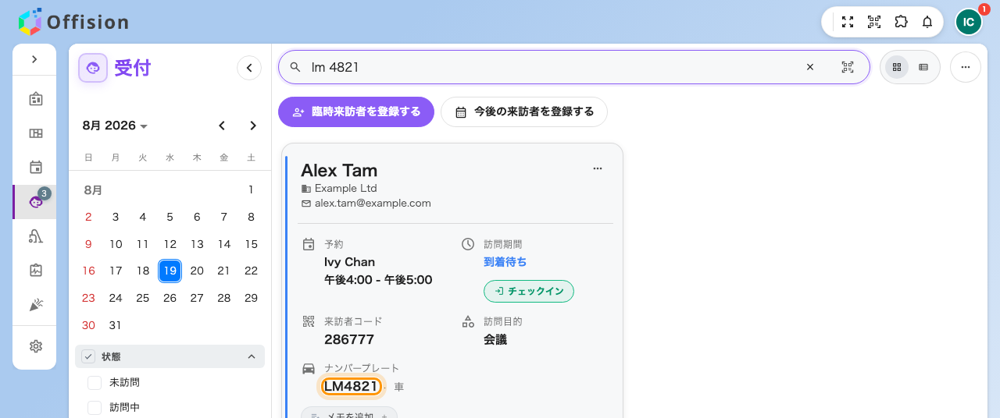 Offision
IC
1
受付
lm 4821
臨時来訪者を登録する
今後の来訪者を登録する
8月 2026
日 月 火 水 木 金 土
8月 1
2 3 4 5 6 7 8
9 10 11 12 13 14 15
16 17 18 19 20 21 22
23 24 25 26 27 28 29
30 31
3
状態
未訪問
訪問中
Alex Tam
Example Ltd
alex.tam@example.com
予約
Ivy Chan
午後4:00 - 午後5:00
訪問期間
到着待ち
チェックイン
来訪者コード
286777
訪問目的
会議
ナンバープレート
LM4821 · 車
メモを追加 +